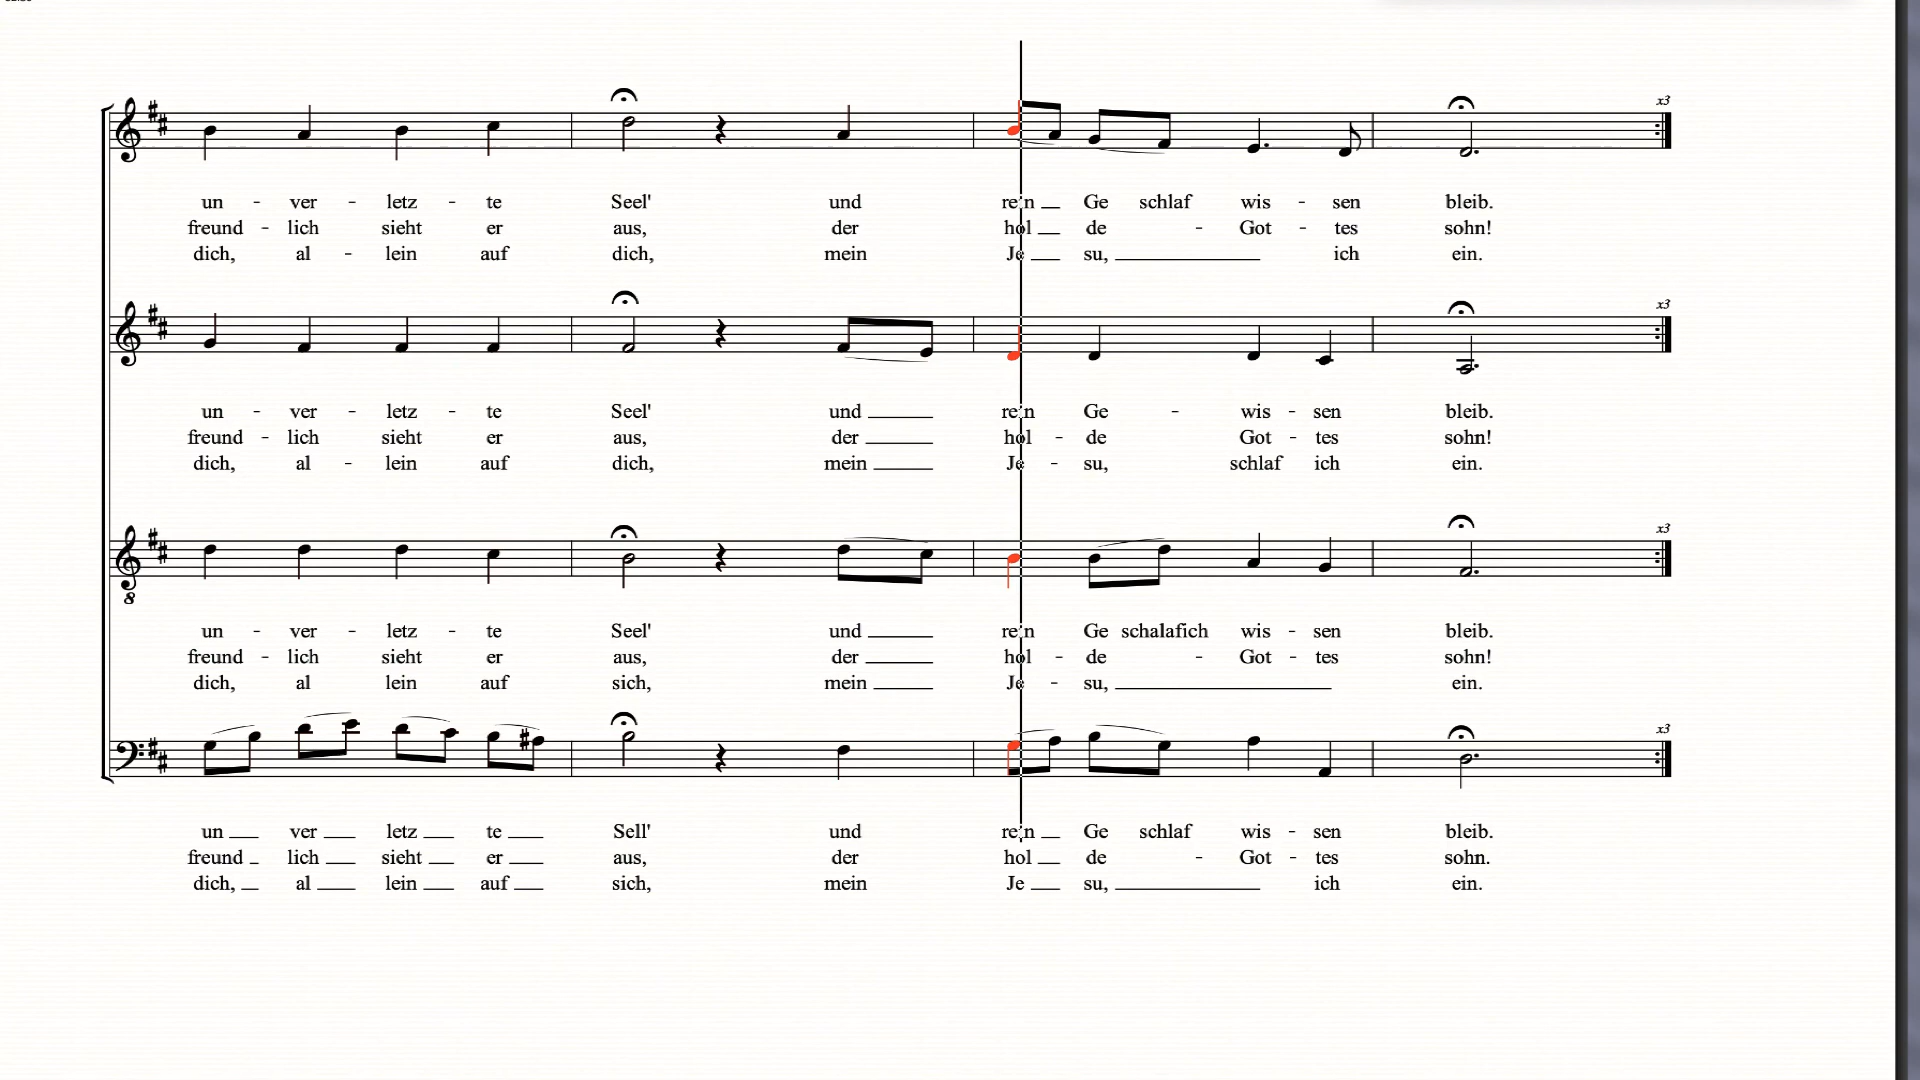 x3
un - ver - letz - te Seel' und rein Ge schlaf wis - sen bleib.
freund - lich sieht er aus, der hol de - Got - tes sohn!
dich, al - lein auf dich, mein Je su, ich ein.
x3
un - ver - letz - te Seel' und rein Ge - wis - sen bleib.
freund - lich sieht er aus, der hol - de Got - tes sohn!
dich, al - lein auf dich, mein Je - su, schlaf ich ein.
x3
8
un - ver - letz - te Seel' und rein Ge schalafich wis - sen bleib.
freund - lich sieht er aus, der hol - de - Got - tes sohn!
dich, al lein auf sich, mein Je - su, ein.
x3
un ver letz te Sell' und rein Ge schlaf wis - sen bleib.
freund lich sieht er aus, der hol de - Got - tes sohn.
dich, al lein auf sich, mein Je su, ich ein.